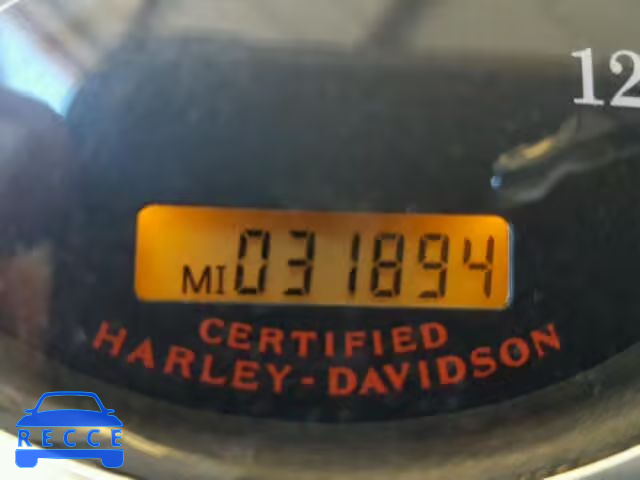 12
MI 031894
CERTIFIED
HARLEY-DAVIDSON
RECCE